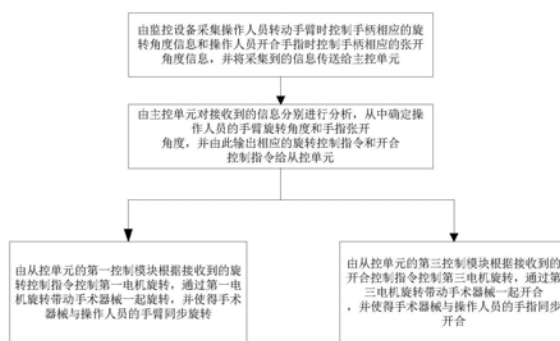 由监控设备采集操作人员转动手臂时控制手柄相应的旋
转角度信息和操作人员开合手指时控制手柄相应的张开
角度信息，并将采集到的信息传送给主控单元
由主控单元对接收到的信息分别进行分析，从中确定操
作人员的手臂旋转角度和手指张开
角度，并由此输出相应的旋转控制指令和开合
控制指令给从控单元
由从控单元的第一控制模块根据接收到的旋
转控制指令控制第一电机旋转，通过第一电
机旋转带动手术器械一起旋转，并使得手术
器械与操作人员的手臂同步旋转
由从控单元的第三控制模块根据接收到的
开合控制指令控制第三电机旋转，通过第
三电机旋转带动手术器械一起开合
，并使得手术器械与操作人员的手指同步
开合